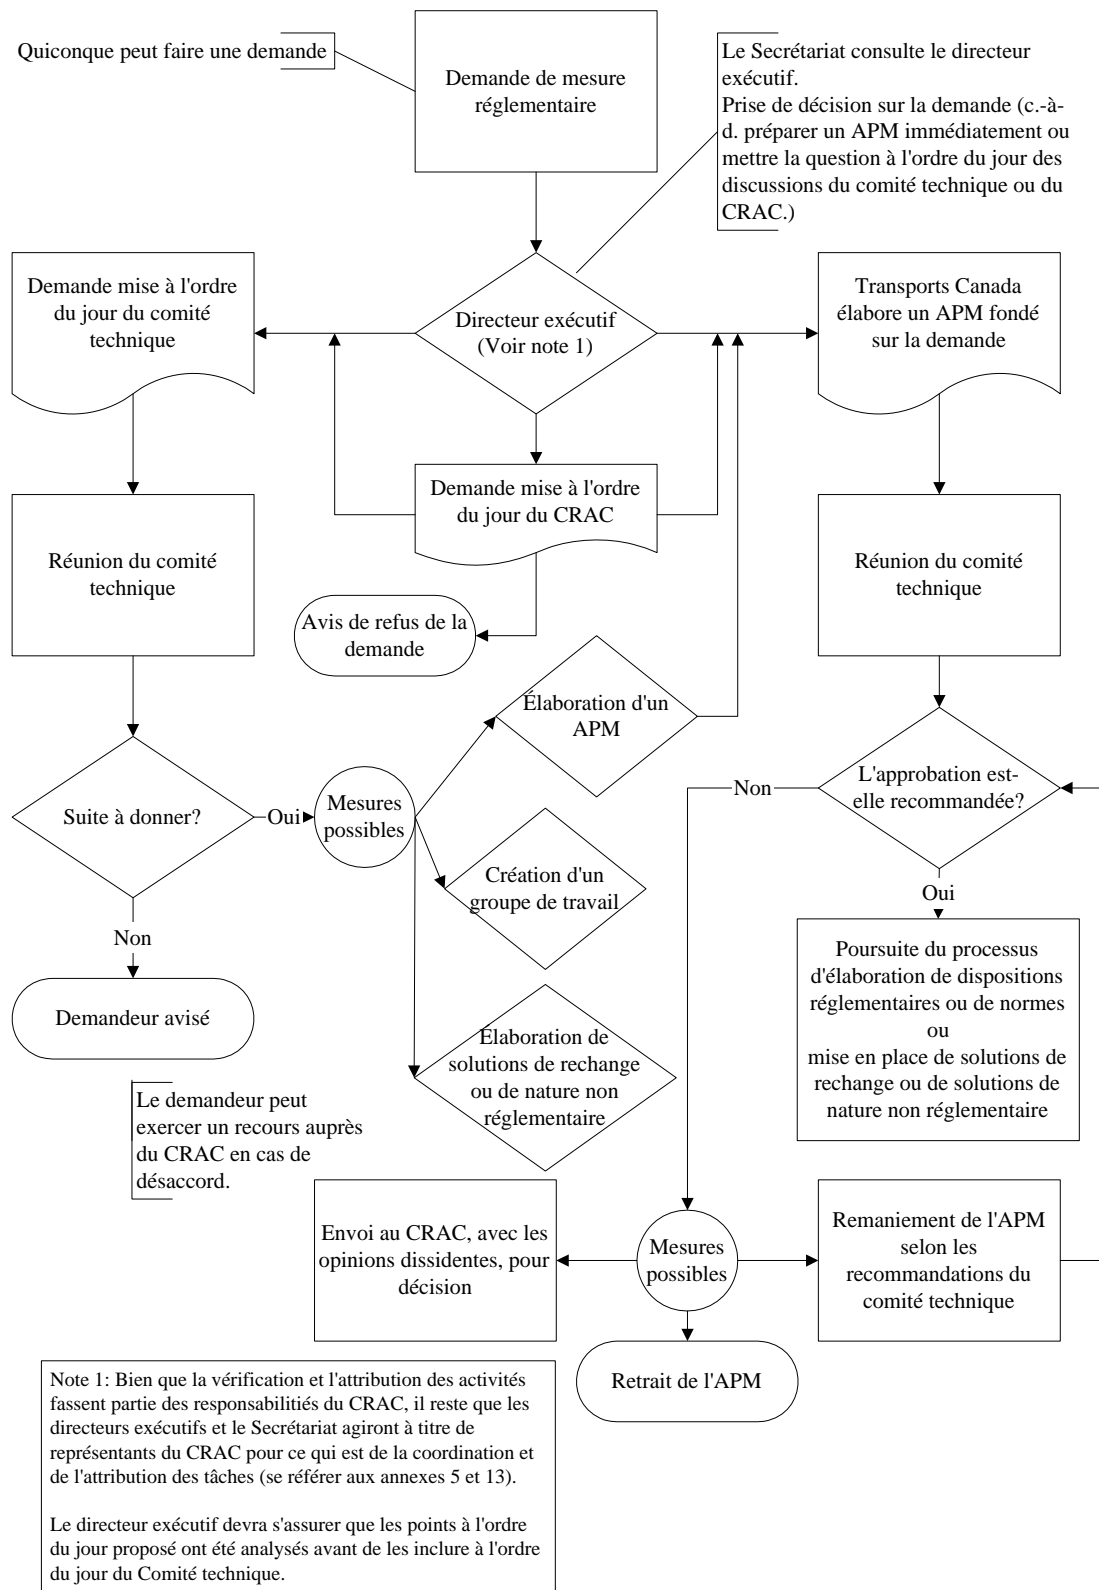 Quiconque peut faire une demande
Demande de mesure
réglementaire
Le Secrétariat consulte le directeur
exécutif.
Prise de décision sur la demande (c.-à-
d. préparer un APM immédiatement ou
mettre la question à l'ordre du jour des
discussions du comité technique ou du
CRAC.)
Demande mise à l'ordre
du jour du comité
technique
Directeur exécutif
(Voir note 1)
Transports Canada
élabore un APM fondé
sur la demande
Demande mise à l'ordre
du jour du CRAC
Réunion du comité
technique
Réunion du comité
technique
Avis de refus de la
demande
Élaboration d'un
APM
Suite à donner?
Oui
Mesures
possibles
Non
L'approbation est-
elle recommandée?
Création d'un
groupe de travail
Oui
Non
Poursuite du processus
d'élaboration de dispositions
réglementaires ou de normes
ou
mise en place de solutions de
rechange ou de solutions de
nature non réglementaire
Demandeur avisé
Elaboration de
solutions de rechange
ou de nature non
réglementaire
Le demandeur peut
exercer un recours auprès
du CRAC en cas de
désaccord.
Envoi au CRAC, avec les
opinions dissidentes, pour
décision
Mesures
possibles
Remaniement de l'APM
selon les
recommandations du
comité technique
Retrait de l'APM
Note 1: Bien que la vérification et l'attribution des activités
fassent partie des responsabilitiés du CRAC, il reste que les
directeurs exécutifs et le Secrétariat agiront à titre de
représentants du CRAC pour ce qui est de la coordination et
de l'attribution des tâches (se référer aux annexes 5 et 13).
Le directeur exécutif devra s'assurer que les points à l'ordre
du jour proposé ont été analysés avant de les inclure à l'ordre
du jour du Comité technique.